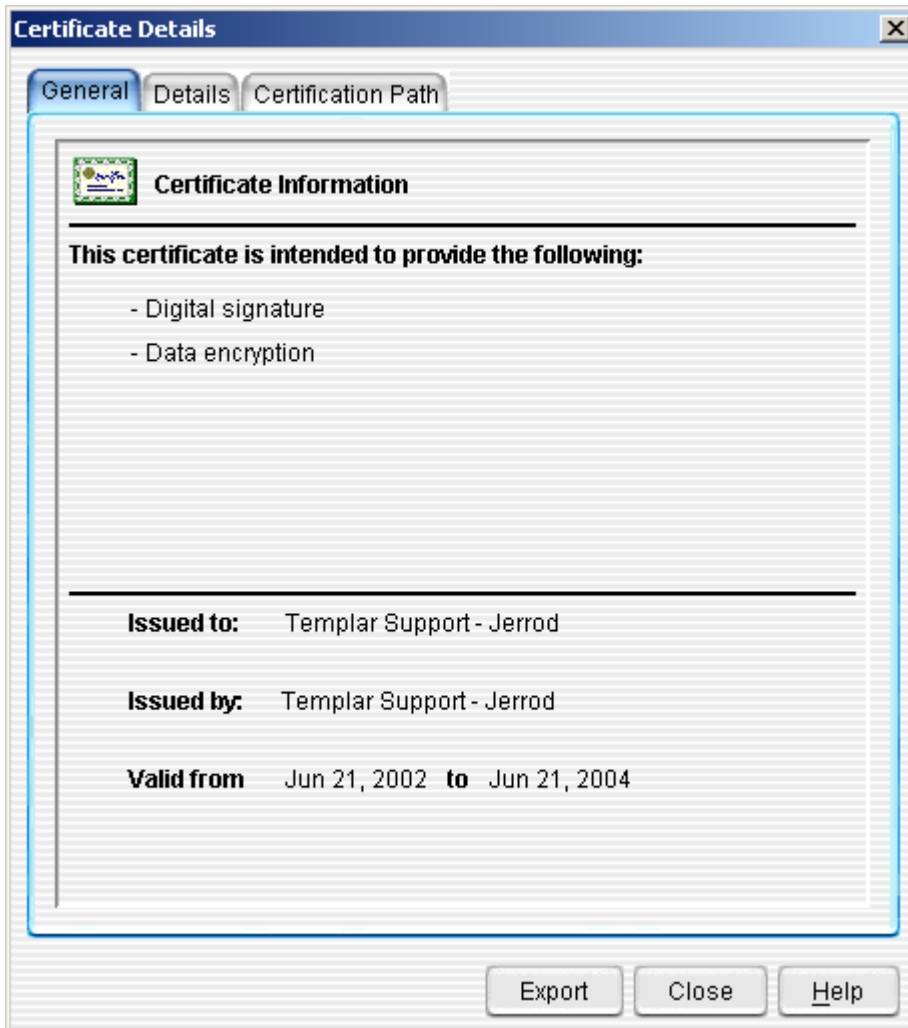 Certificate Details
General Details Certification Path
Certificate Information
This certificate is intended to provide the following:
- Digital signature
- Data encryption
Issued to: Templar Support - Jerrod
Issued by: Templar Support - Jerrod
Valid from Jun 21, 2002 to Jun 21, 2004
Export Close Help